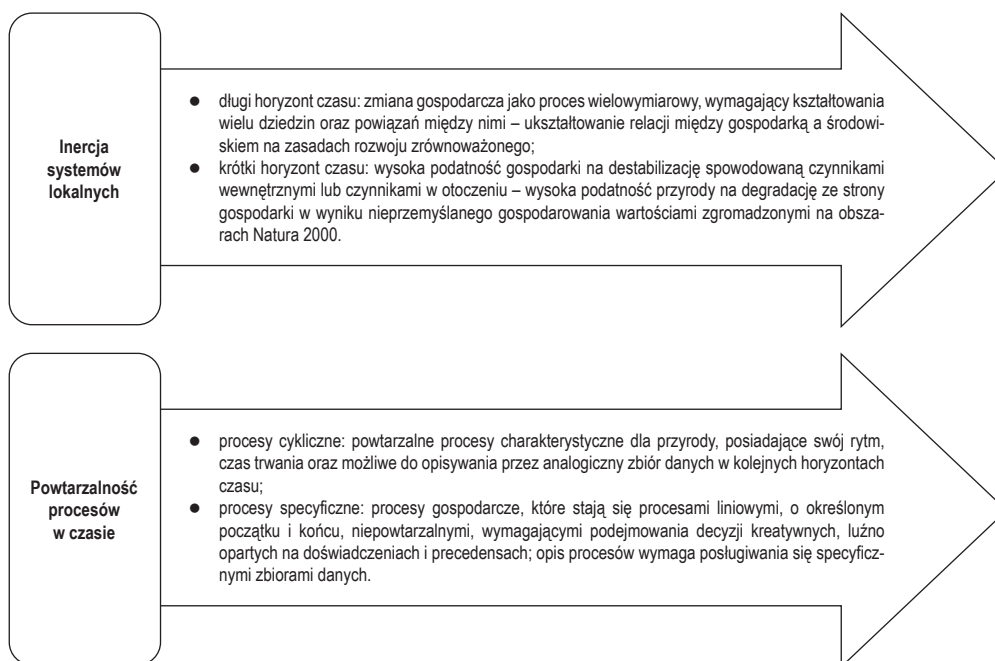 Inercja
systemów
lokalnych
● długi horyzont czasu: zmiana gospodarcza jako proces wielowymiarowy, wymagający kształtowania
wielu dziedzin oraz powiązań między nimi – ukształtowanie relacji między gospodarką a środowi-
skiem na zasadach rozwoju zrównoważonego;
● krótki horyzont czasu: wysoka podatność gospodarki na destabilizację spowodowaną czynnikami
wewnętrznymi lub czynnikami w otoczeniu – wysoka podatność przyrody na degradację ze strony
gospodarki w wyniku nieprzemyślanego gospodarowania wartościami zgromadzonymi na obsza-
rach Natura 2000.
Powtarzalność
procesów
w czasie
● procesy cykliczne: powtarzalne procesy charakterystyczne dla przyrody, posiadające swój rytm,
czas trwania oraz możliwe do opisywania przez analogiczny zbiór danych w kolejnych horyzontach
czasu;
● procesy specyficzne: procesy gospodarcze, które stają się procesami liniowymi, o określonym
początku i końcu, niepowtarzalnymi, wymagającymi podejmowania decyzji kreatywnych, luźno
opartych na doświadczeniach i precedensach; opis procesów wymaga posługiwania się specyficz-
nymi zbiorami danych.